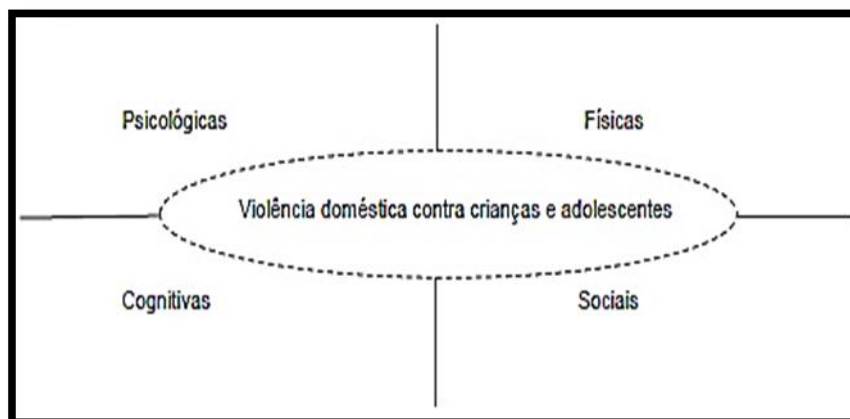 Psicológicas
Físicas
Violência doméstica contra crianças e adolescentes
Cognitivas
Sociais